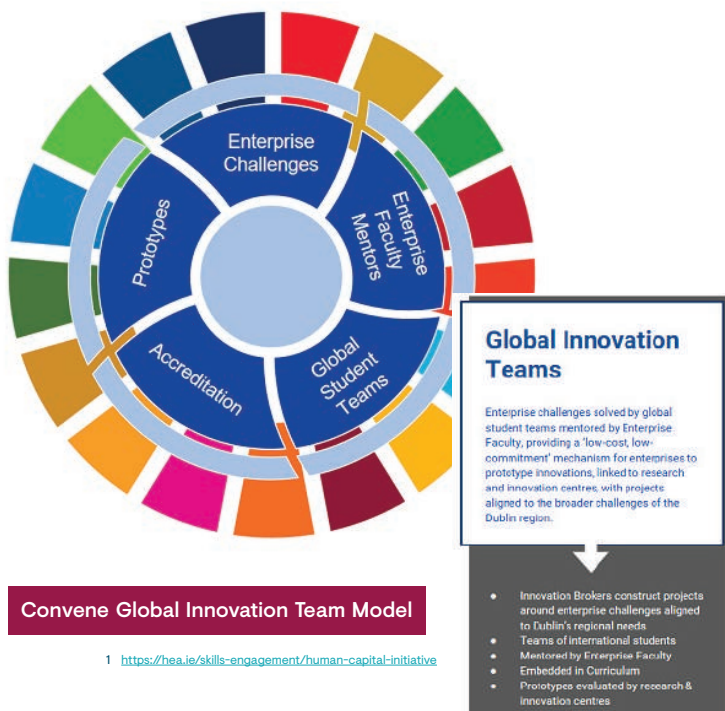 Enterprise
Challenges
Enterprise
Faculty
Mentors
Global
Student
Teams
Accreditation
Prototypes
Global Innovation
Teams
Enterprise challenges solved by global
student teams mentored by Enterprise
Faculty, providing a 'low-cost, low-
commitment' mechanism for enterprises to
prototype innovations, linked to research
and innovation centres, with projects
aligned to the broader challenges of the
Dublin region.
• Innovation Brokers construct projects
around enterprise challenges aligned
to Dublin's regional needs
• Teams of international students
• Mentored by Enterprise Faculty
• Embedded in Curriculum
• Prototypes evaluated by research &
innovation centres
Convene Global Innovation Team Model
1 https://hea.ie/skills-engagement/human-capital-initiative